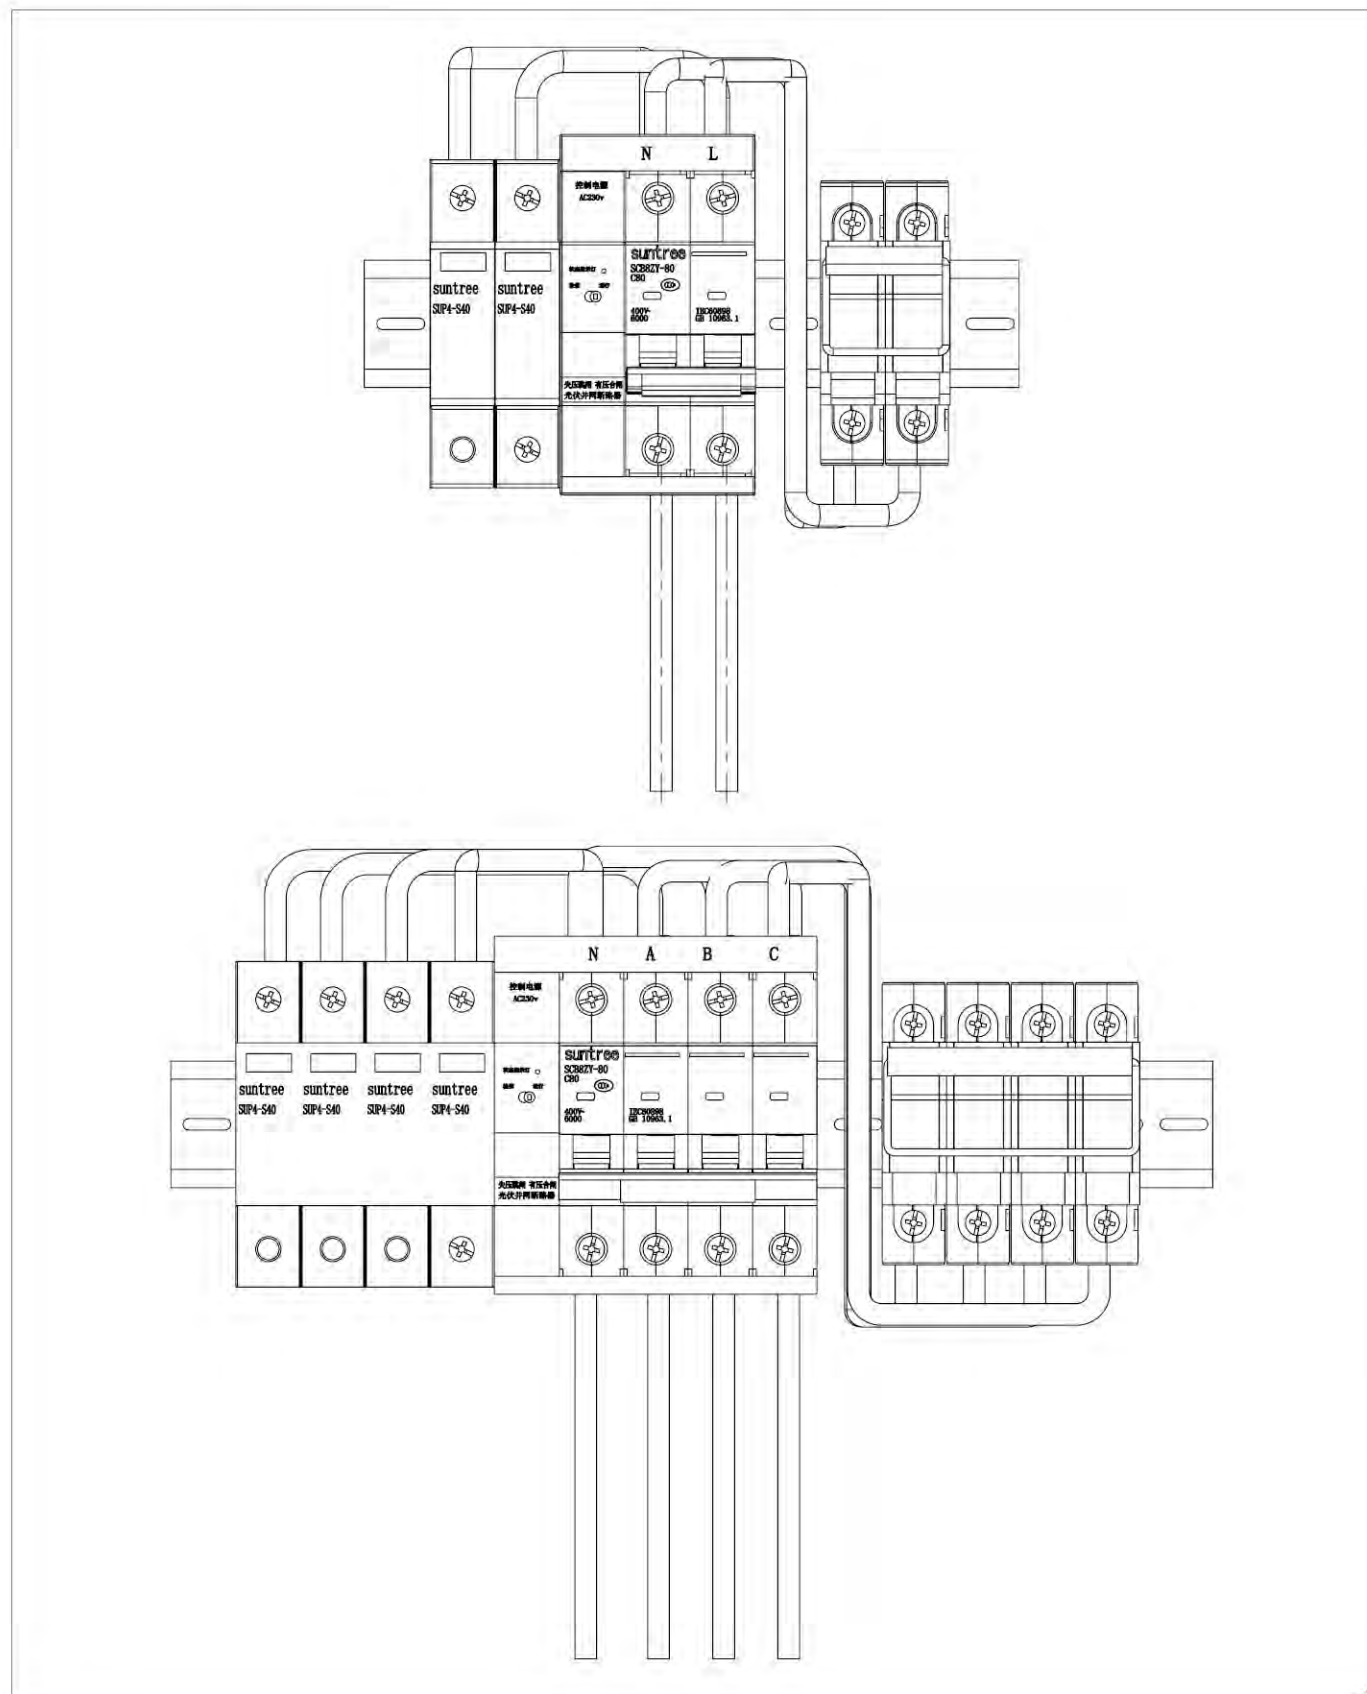 N L
控制电源
AC230v
suntree
SCB8ZY-80
C80
suntree
SUP4-S40
suntree
SUP4-S40
400V~
6000
IEC60898
GB 10963.1
失压跳闸 有压合闸
光伏并网断路器
N A B C
控制电源
AC230v
suntree
SCB8ZY-80
C80
suntree
SUP4-S40
suntree
SUP4-S40
suntree
SUP4-S40
suntree
SUP4-S40
400V~
6000
IEC60898
GB 10963.1
失压跳闸 有压合闸
光伏并网断路器